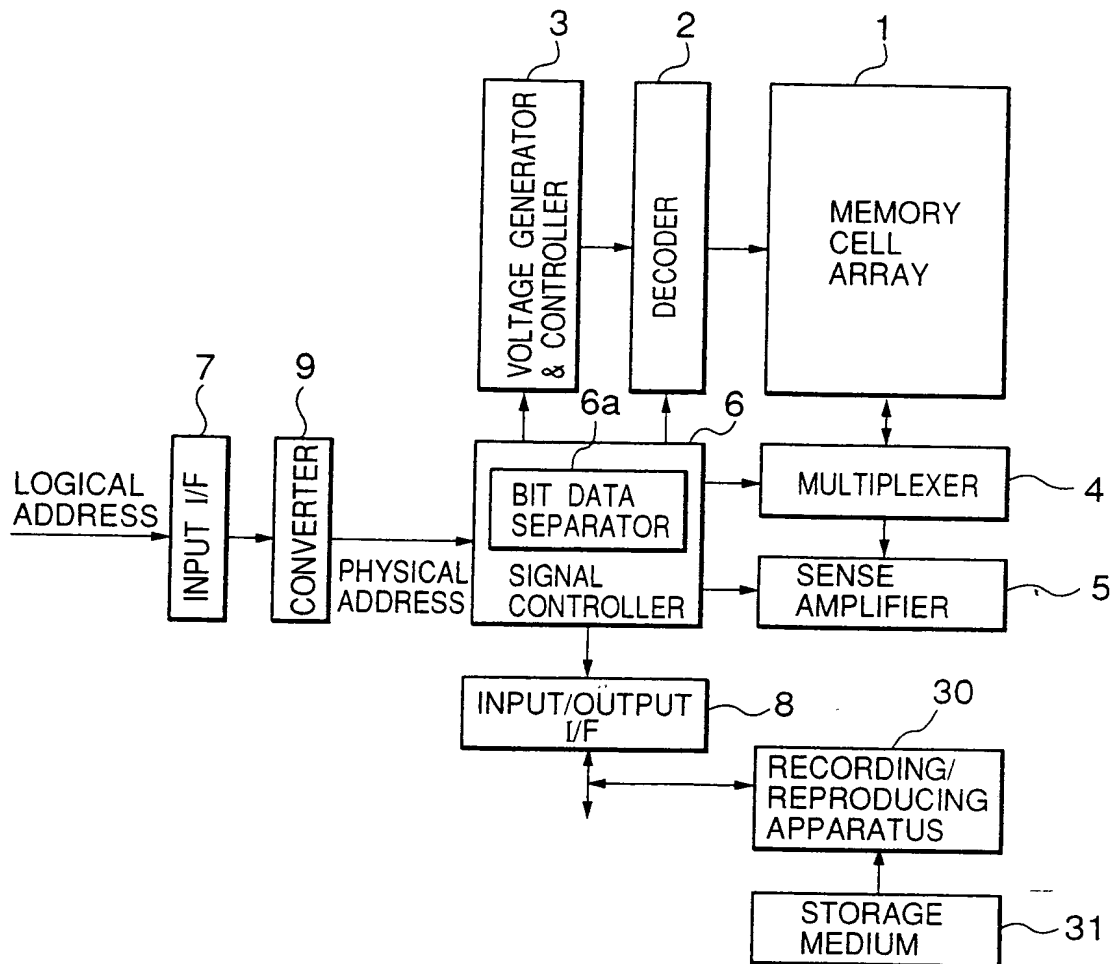 3
2
1
VOLTAGE GENERATOR
& CONTROLLER
DECODER
MEMORY
CELL
ARRAY
7
9
6a
6
LOGICAL
ADDRESS
INPUT I/F
CONVERTER
PHYSICAL
ADDRESS
BIT DATA
SEPARATOR
SIGNAL
CONTROLLER
MULTIPLEXER
4
SENSE
AMPLIFIER
5
INPUT/OUTPUT
I/F
8
30
RECORDING/
REPRODUCING
APPARATUS
STORAGE
MEDIUM
31